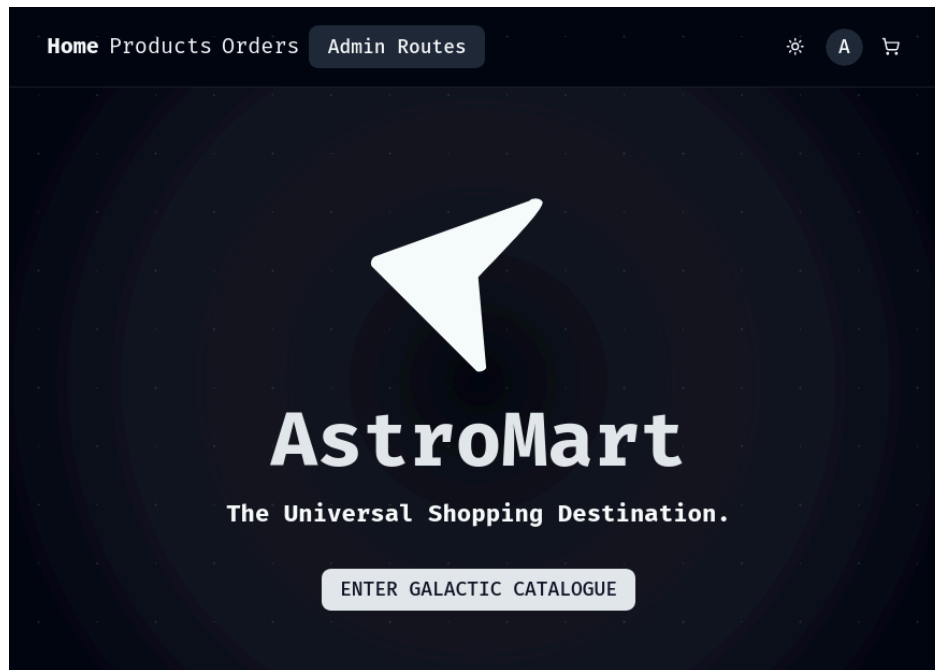 Home Products Orders Admin Routes A
AstroMart
The Universal Shopping Destination.
ENTER GALACTIC CATALOGUE